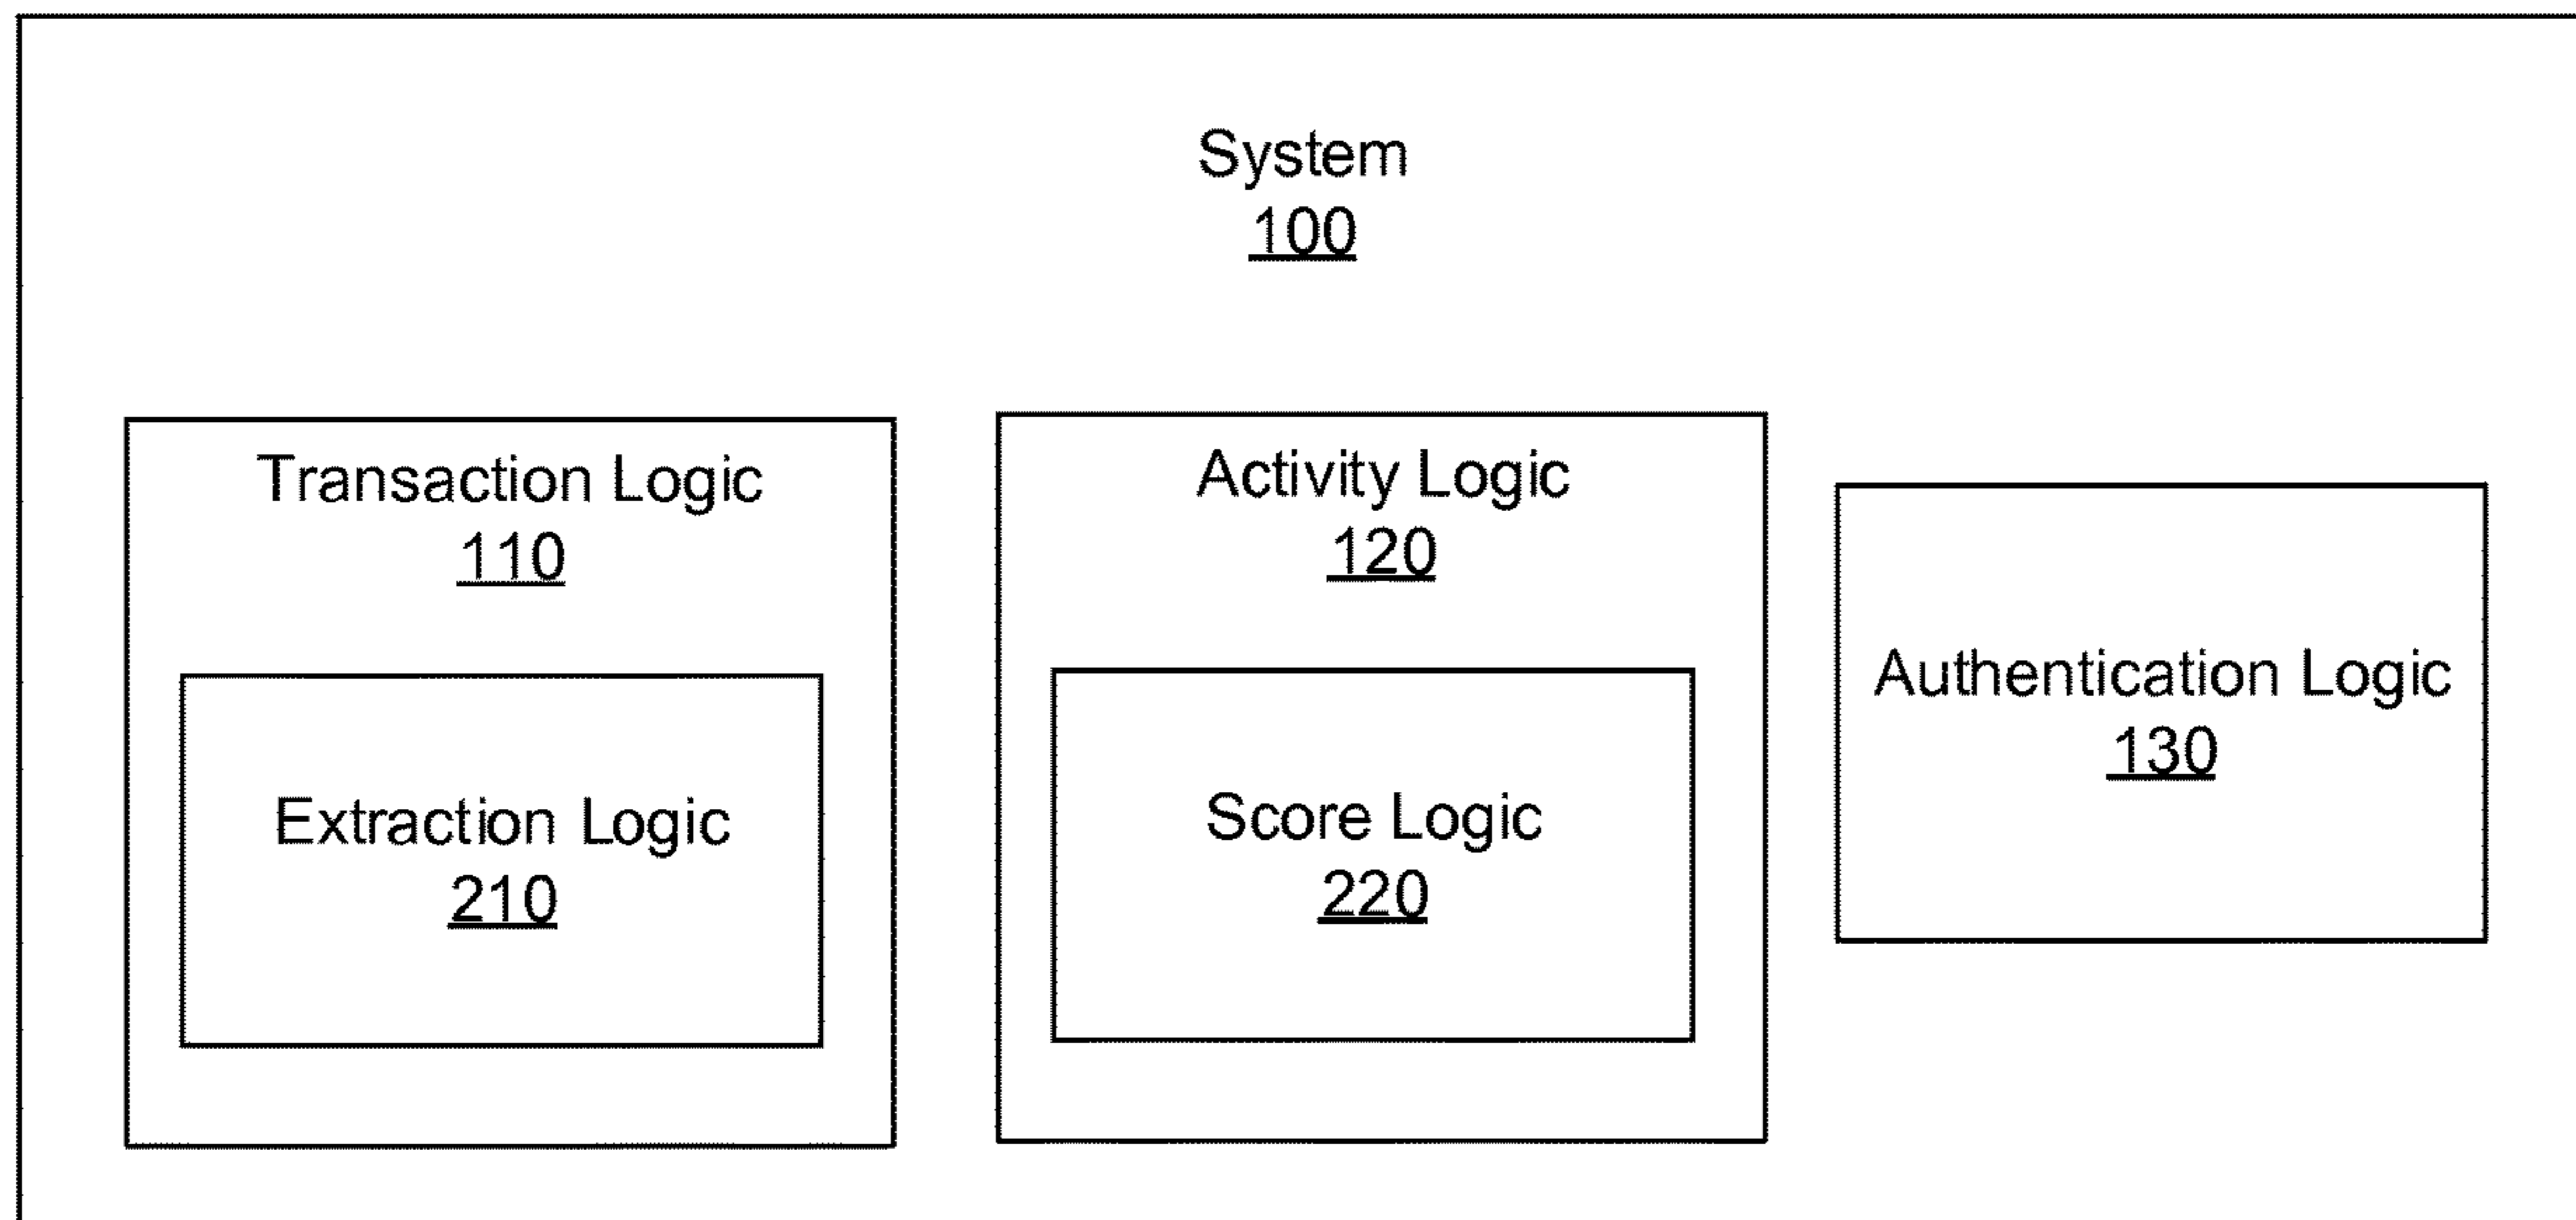 System
100
Transaction Logic
110
Extraction Logic
210
Activity Logic
120
Score Logic
220
Authentication Logic
130